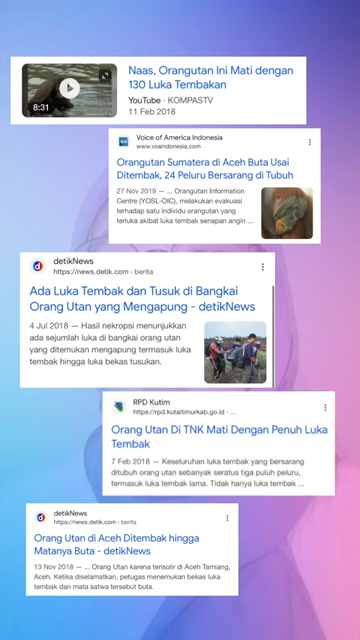 Naas, Orangutan Ini Mati dengan
130 Luka Tembakan
8:31
YouTube · KOMPASTV
11 Feb 2018
VOA
Voice of America Indonesia
www.voaindonesia.com
Orangutan Sumatera di Aceh Buta Usai
Ditembak, 24 Peluru Bersarang di Tubuh
27 Nov 2019 — ... Orangutan Information
Centre (YOSL-OIC), melakukan evakuasi
terhadap satu individu orangutan yang
terluka akibat luka tembak senapan angin ...
d
detikNews
https://news.detik.com › berita
Ada Luka Tembak dan Tusuk di Bangkai
Orang Utan yang Mengapung - detikNews
4 Jul 2018 — Hasil nekropsi menunjukkan
ada sejumlah luka di bangkai orang utan
yang ditemukan mengapung termasuk luka
tembak hingga luka bekas tusukan.
RPD Kutim
https://rpd.kutaitimurkab.go.id › ...
Orang Utan Di TNK Mati Dengan Penuh Luka
Tembak
7 Feb 2018 — Keseluruhan luka tembak yang bersarang
ditubuh orang utan sebanyak seratus tiga puluh peluru,
termasuk luka tembak lama. Tidak hanya luka tembak ...
d
detikNews
https://news.detik.com › berita
Orang Utan di Aceh Ditembak hingga
Matanya Buta - detikNews
13 Nov 2018 — ... Orang Utan karena terisolir di Aceh Tamiang,
Aceh. Ketika diselamatkan, petugas menemukan bekas luka
tembak dan mata satwa tersebut buta.